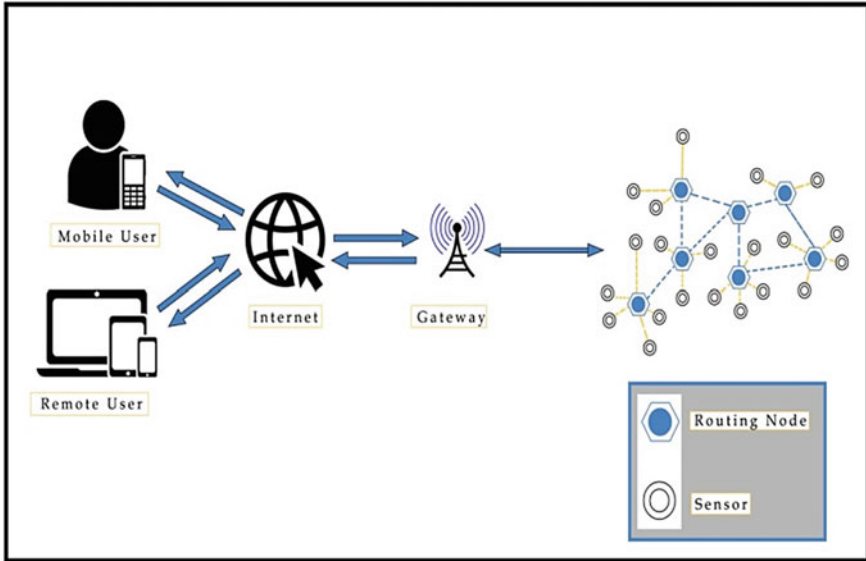 Mobile User
Remote User
Internet
Gateway
Routing Node
Sensor